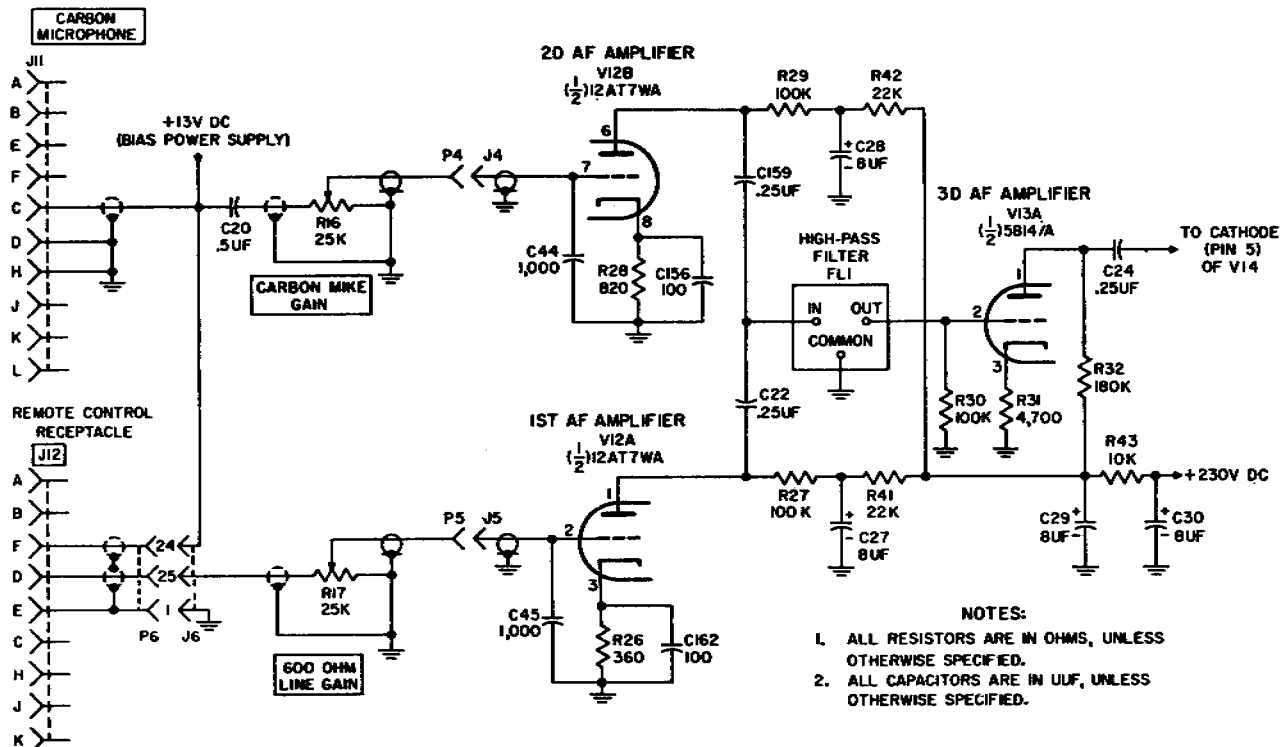 CARBON
MICROPHONE
J11
A
B
E
F
C
D
H
J
K
L
+13V DC
(BIAS POWER SUPPLY)
C20
.5UF
R16
25K
CARBON MIKE
GAIN
P4
J4
2D AF AMPLIFIER
V12B
(1/2)12AT7WA
6
7
8
C44
1,000
R28
820
C156
100
R29
100K
R42
22K
+
C28
-
8UF
C159
.25UF
HIGH-PASS
FILTER
FL1
IN
OUT
COMMON
C22
.25UF
3D AF AMPLIFIER
V13A
(1/2)5814/A
1
2
3
C24
.25UF
TO CATHODE
(PIN 5)
OF V14
R30
100K
R31
4,700
R32
180K
R43
10K
+230V DC
C29
8UF
+
-
+
-
C30
8UF
REMOTE CONTROL
RECEPTACLE
J12
A
B
F
D
E
C
H
J
K
24
25
1
P6
J6
R17
25K
600 OHM
LINE GAIN
P5
J5
1ST AF AMPLIFIER
V12A
(1/2)12AT7WA
1
2
3
C45
1,000
R26
360
C162
100
R27
100K
R41
22K
+
-
C27
8UF
NOTES:
1. ALL RESISTORS ARE IN OHMS, UNLESS
OTHERWISE SPECIFIED.
2. ALL CAPACITORS ARE IN UUF, UNLESS
OTHERWISE SPECIFIED.